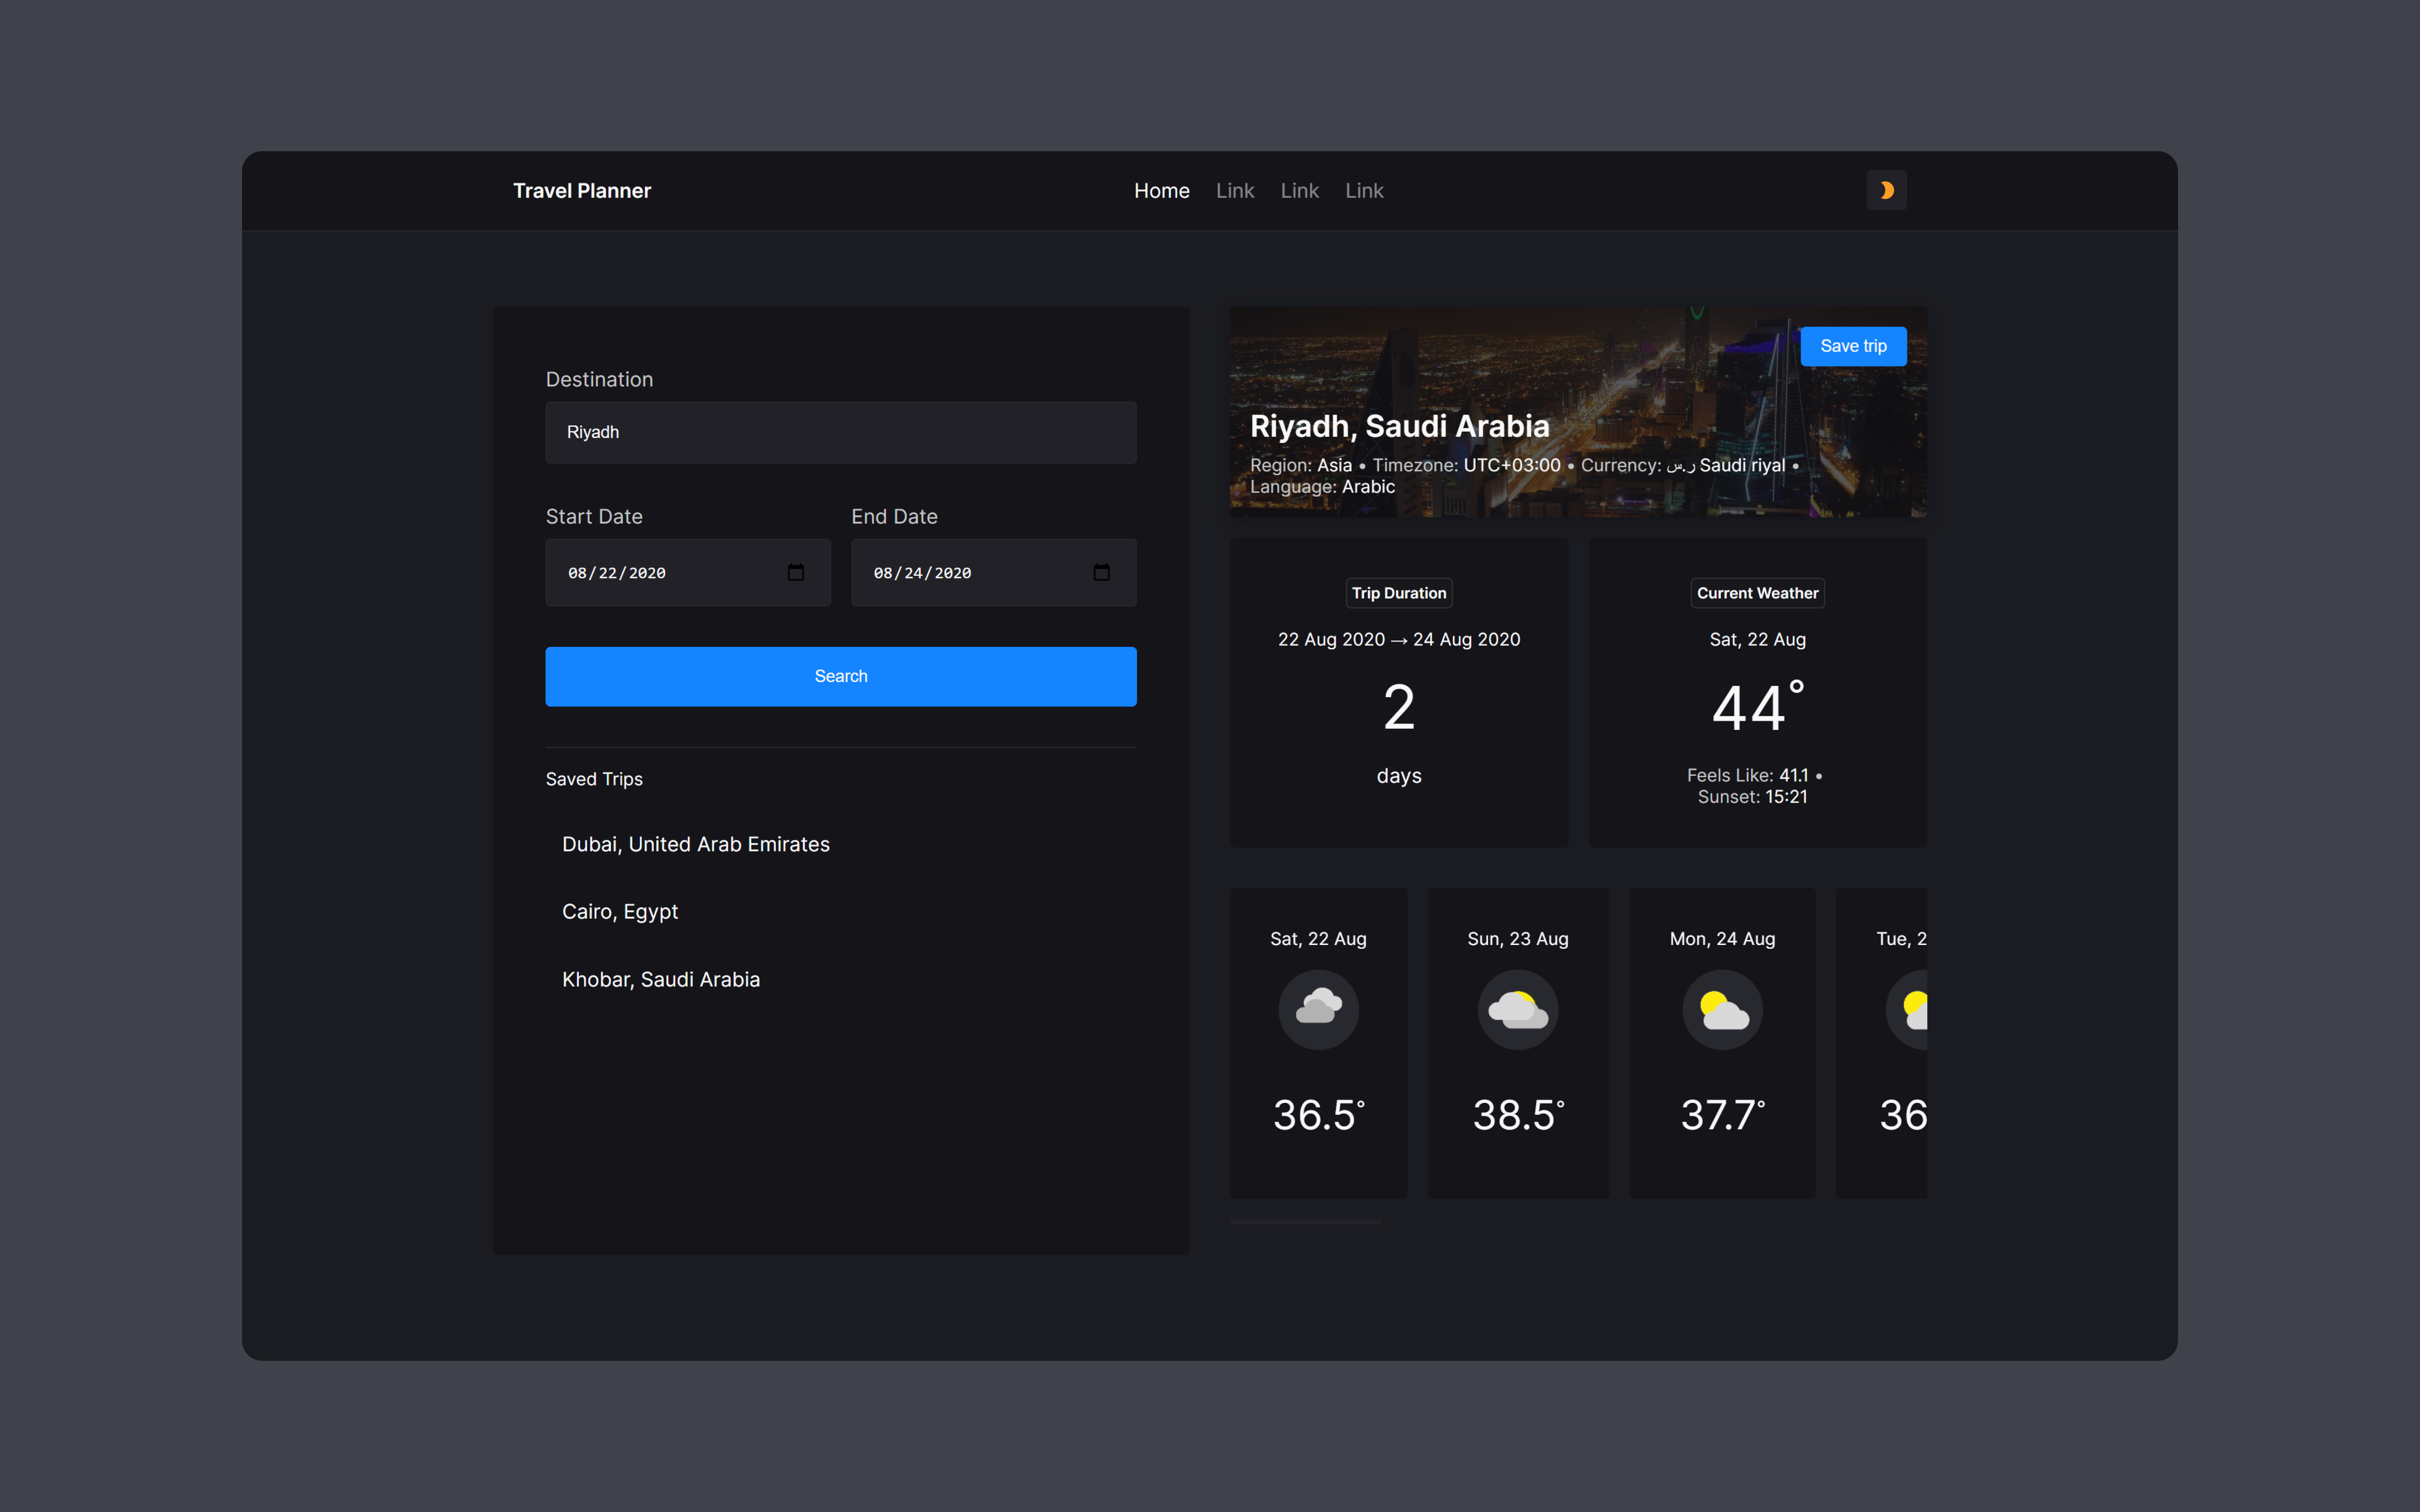 Travel Planner
Home Link Link Link
Destination
Riyadh
Start Date
End Date
08/22/2020
08/24/2020
Search
Saved Trips
Dubai, United Arab Emirates
Cairo, Egypt
Khobar, Saudi Arabia
Save trip
Riyadh, Saudi Arabia
Region: Asia • Timezone: UTC+03:00 • Currency: ر.س Saudi riyal •
Language: Arabic
Trip Duration
22 Aug 2020 → 24 Aug 2020
2
days
Current Weather
Sat, 22 Aug
44°
Feels Like: 41.1 •
Sunset: 15:21
Sat, 22 Aug
36.5°
Sun, 23 Aug
38.5°
Mon, 24 Aug
37.7°
Tue, 2
36